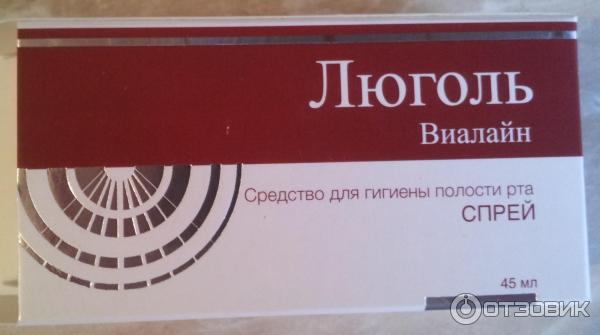 Люголь
Виалайн
Средство для гигиены полости рта
СПРЕЙ
45 мл
ОТЗОВИК